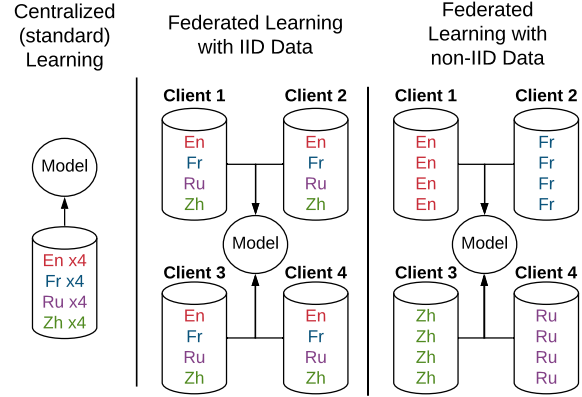 Centralized
(standard)
Learning
Model
En x4
Fr x4
Ru x4
Zh x4
Federated Learning
with IID Data
Client 1
En
Fr
Ru
Zh
Client 2
En
Fr
Ru
Zh
Model
Client 3
En
Fr
Ru
Zh
Client 4
En
Fr
Ru
Zh
Federated
Learning with
non-IID Data
Client 1
En
En
En
En
Client 2
Fr
Fr
Fr
Fr
Model
Client 3
Zh
Zh
Zh
Zh
Client 4
Ru
Ru
Ru
Ru